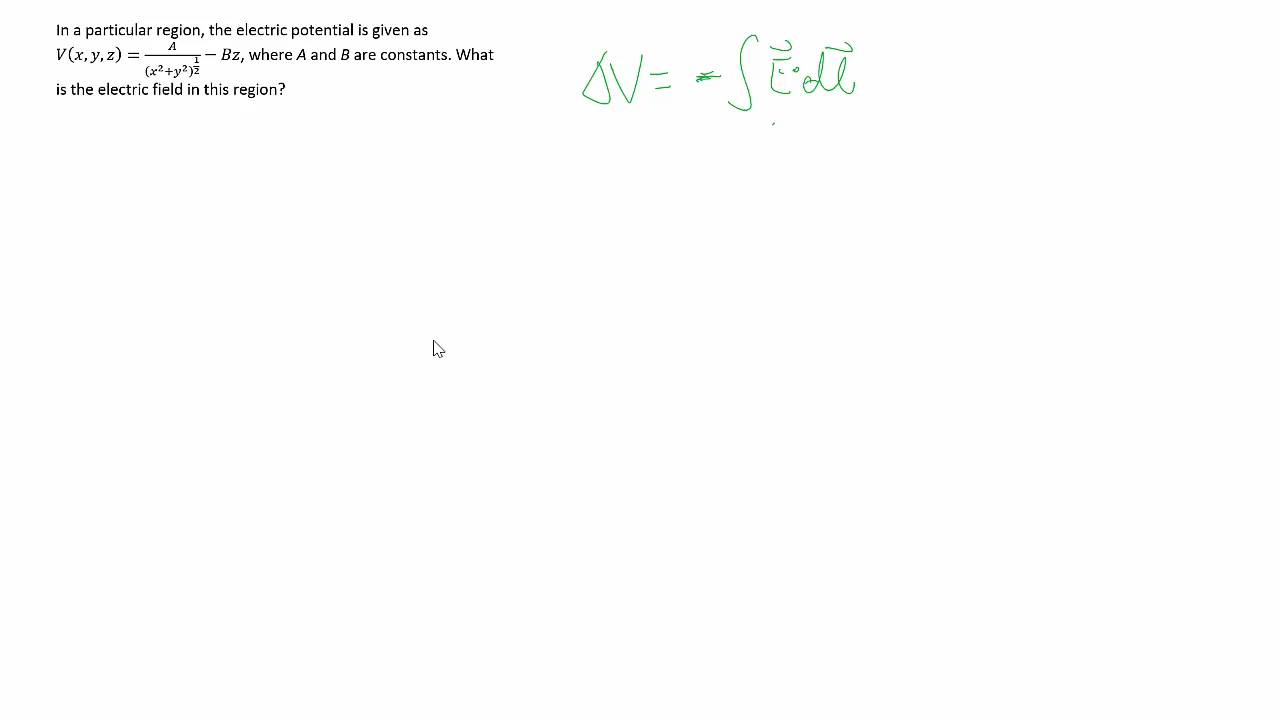 In a particular region, the electric potential is given as
V(x, y, z) = A/(x²+y²)^(1/2) − Bz, where A and B are constants. What
is the electric field in this region?
ΔV = - ∫ E⃗ · dl⃗